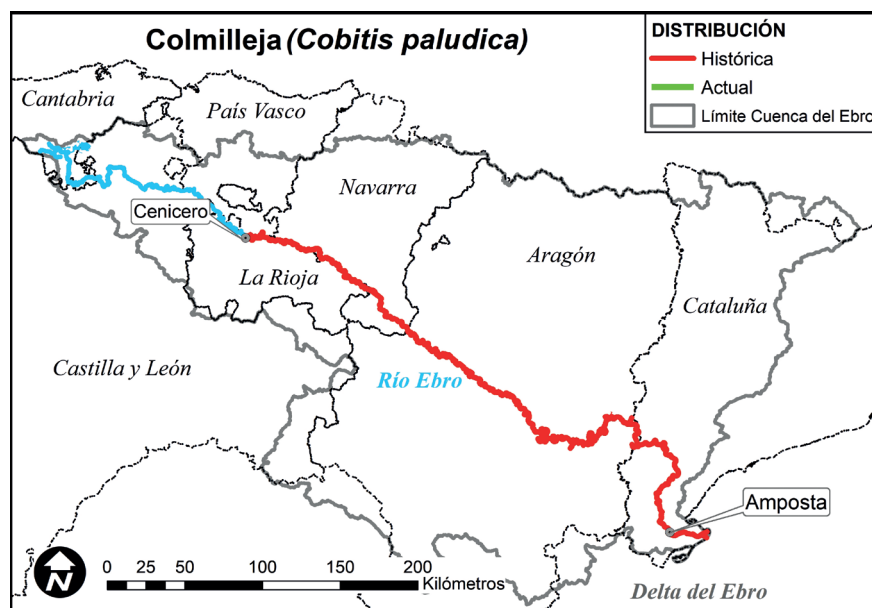 Colmilleja (Cobitis paludica)
DISTRIBUCIÓN
Histórica
Actual
Límite Cuenca del Ebro
Cantabria
País Vasco
Navarra
Cenicero
Aragón
La Rioja
Cataluña
Castilla y León
Río Ebro
Amposta
N
0 25 50 100 150 200
Kilómetros
Delta del Ebro